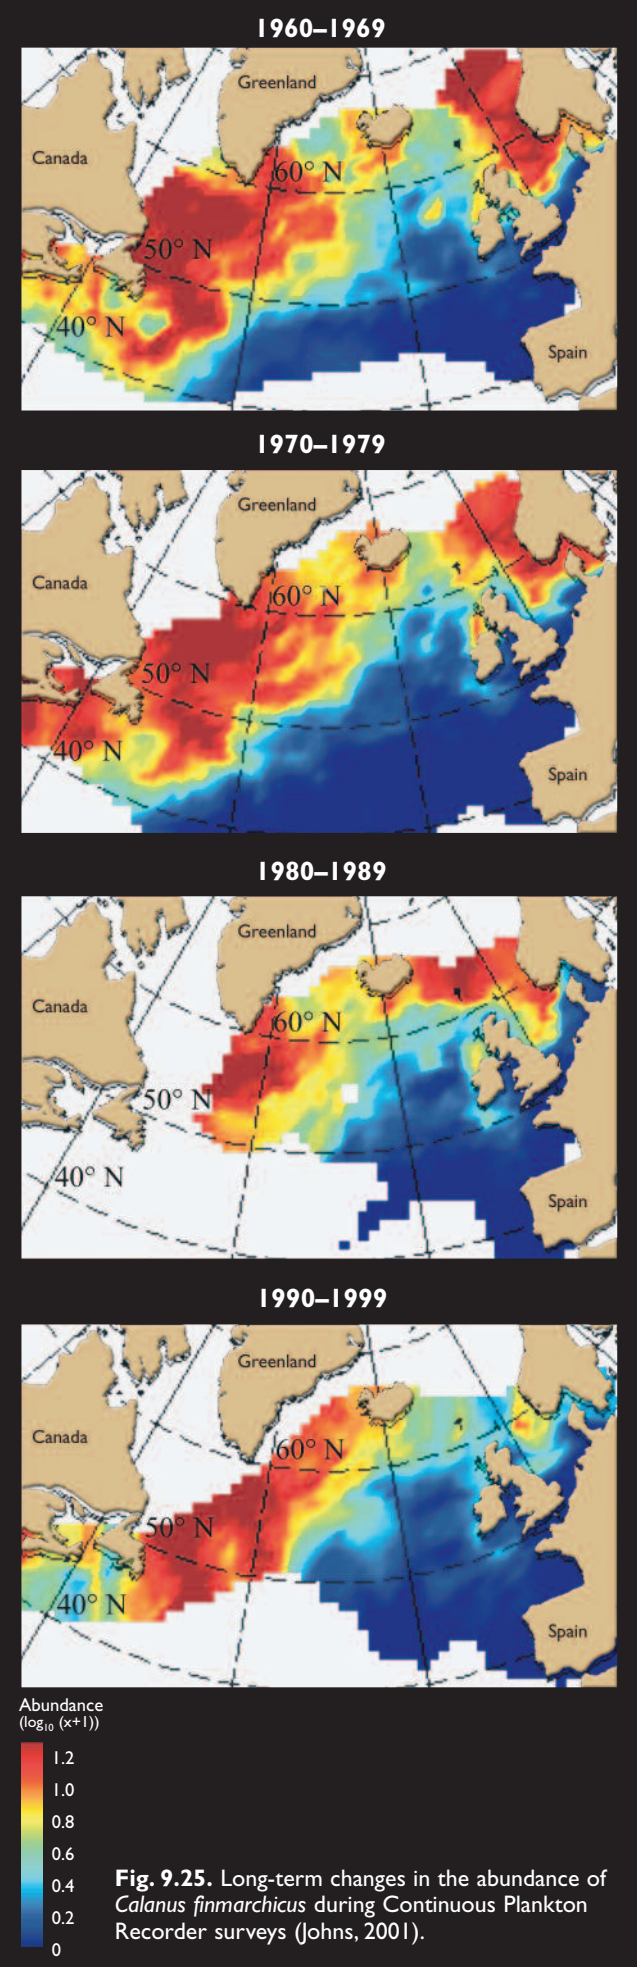 1960–1969
Greenland
Canada
60° N
50° N
40° N
Spain
1970–1979
Greenland
Canada
60° N
50° N
40° N
Spain
1980–1989
Greenland
Canada
60° N
50° N
40° N
Spain
1990–1999
Greenland
Canada
60° N
50° N
40° N
Spain
Abundance
(log10 (x+1))
1.2
1.0
0.8
0.6
0.4
0.2
0
Fig. 9.25. Long-term changes in the abundance of
Calanus finmarchicus during Continuous Plankton
Recorder surveys (Johns, 2001).